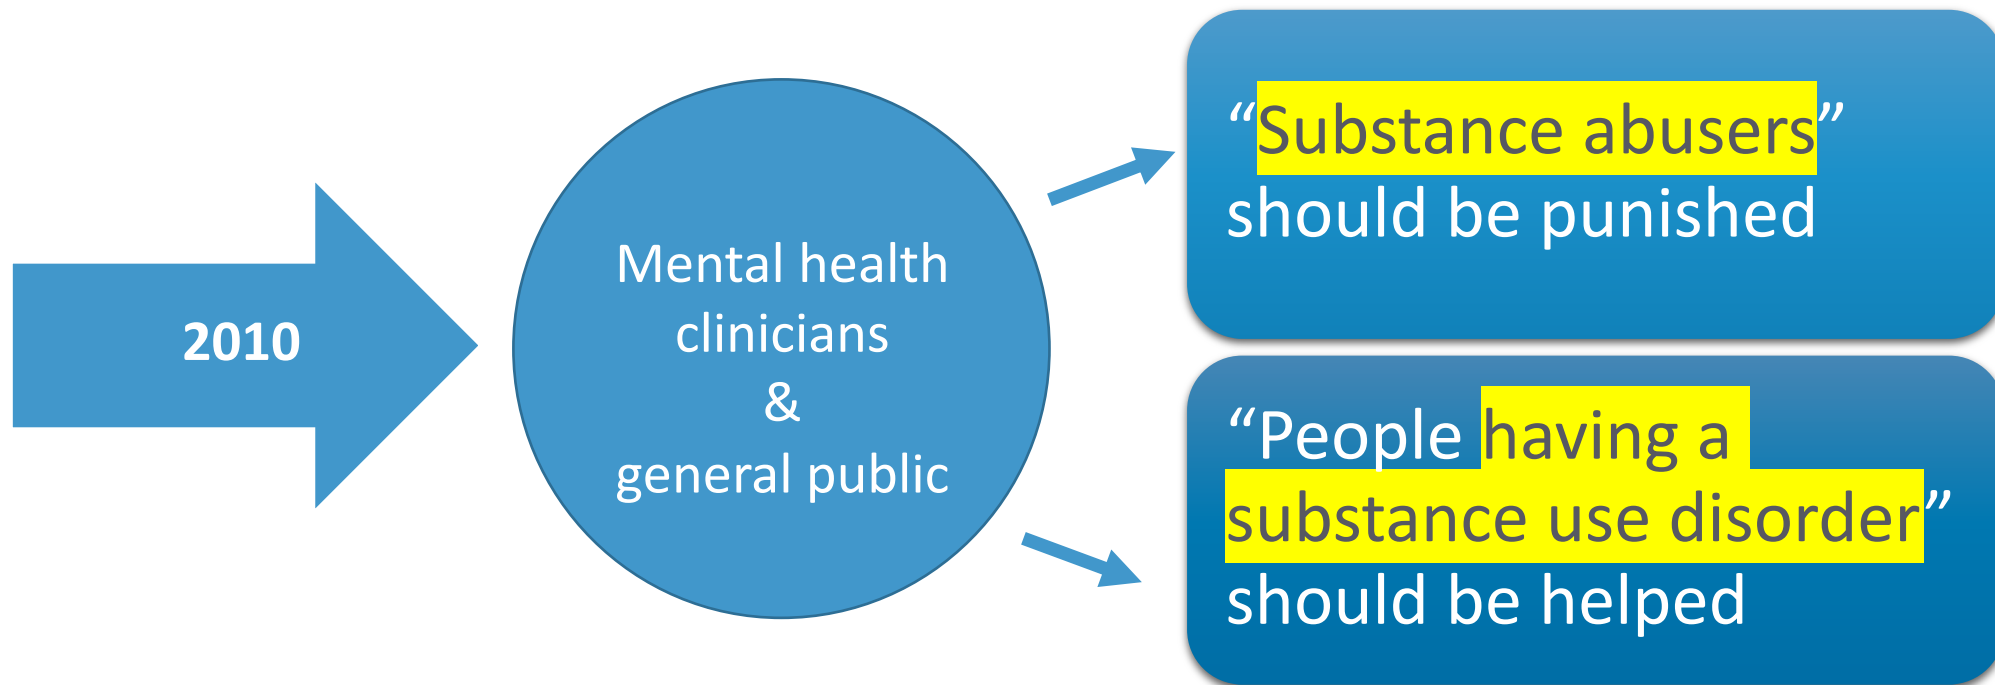 2010
Mental health
clinicians
&
general public
“Substance abusers”
should be punished
“People having a
substance use disorder”
should be helped